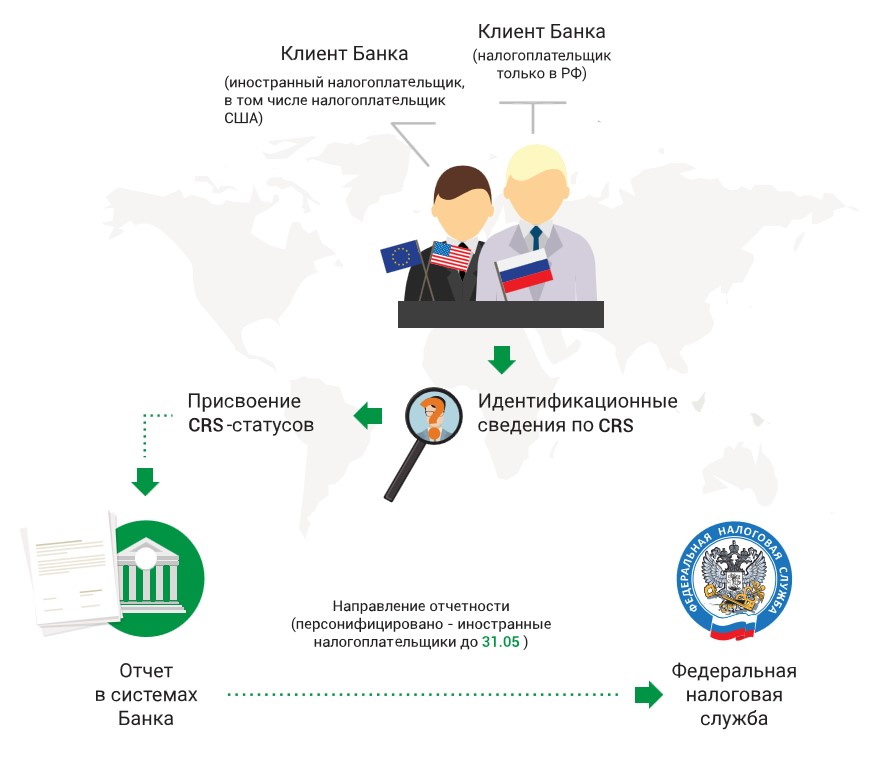 Клиент Банка
(иностранный налогоплательщик,
в том числе налогоплательщик
США)
Клиент Банка
(налогоплательщик
только в РФ)
Идентификационные
сведения по CRS
Присвоение
CRS -статусов
Отчет
в системах
Банка
Направление отчетности
(персонифицировано - иностранные
налогоплательщики до 31.05 )
ФЕДЕРАЛЬНАЯ НАЛОГОВАЯ СЛУЖБА
Федеральная
налоговая
служба